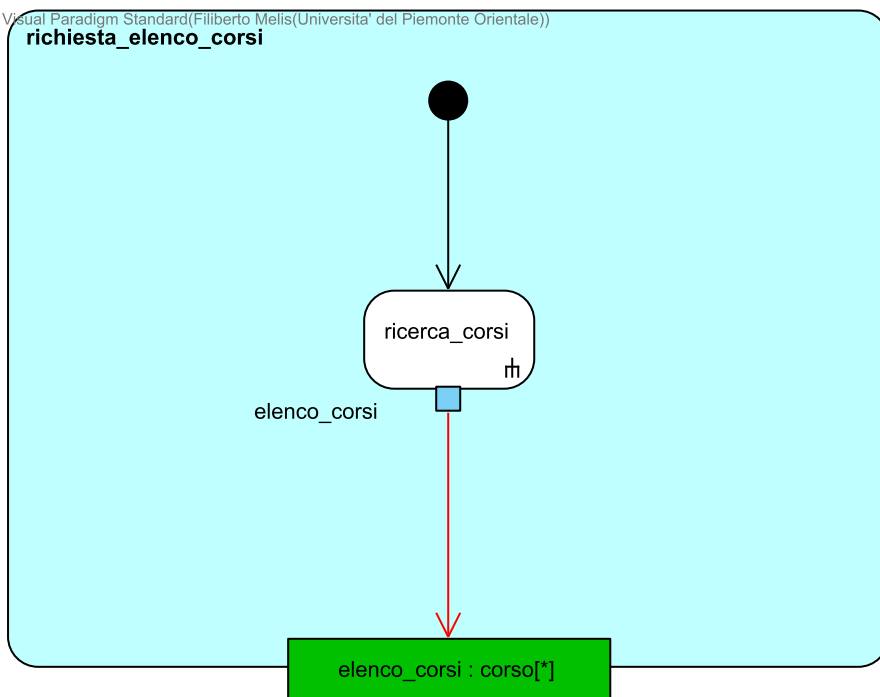 Visual Paradigm Standard(Filiberto Melis(Universita' del Piemonte Orientale))
richiesta_elenco_corsi
ricerca_corsi
elenco_corsi
elenco_corsi : corso[*]